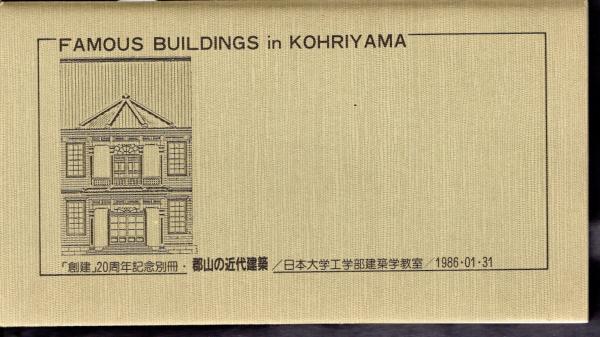 FAMOUS BUILDINGS in KOHRIYAMA
「創建」20周年記念別冊・郡山の近代建築/日本大学工学部建築学教室/1986・01・31